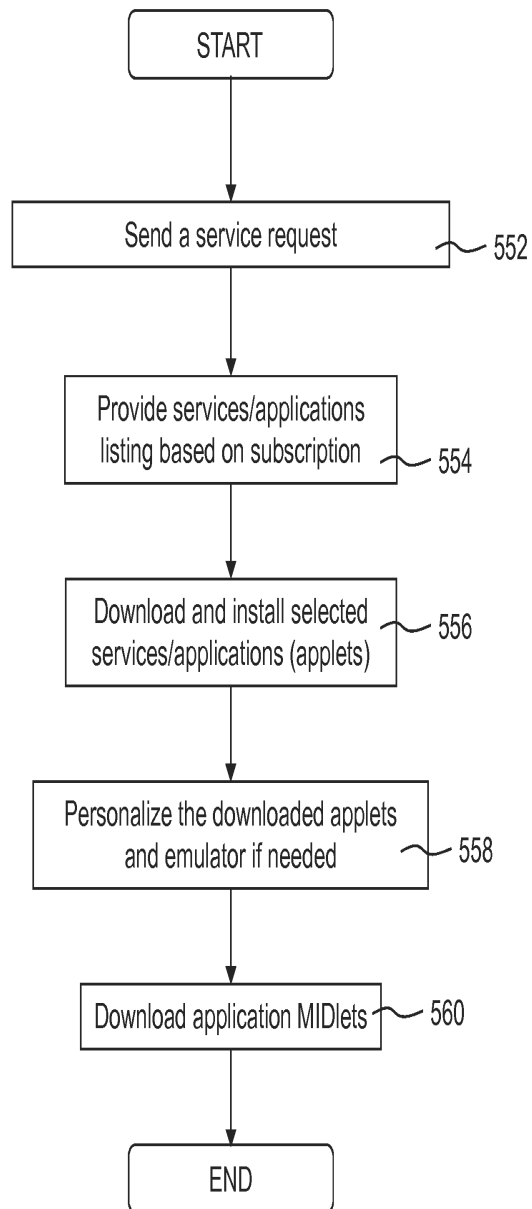 START
Send a service request
552
Provide services/applications
listing based on subscription
554
Download and install selected
services/applications (applets)
556
Personalize the downloaded applets
and emulator if needed
558
Download application MIDlets
560
END